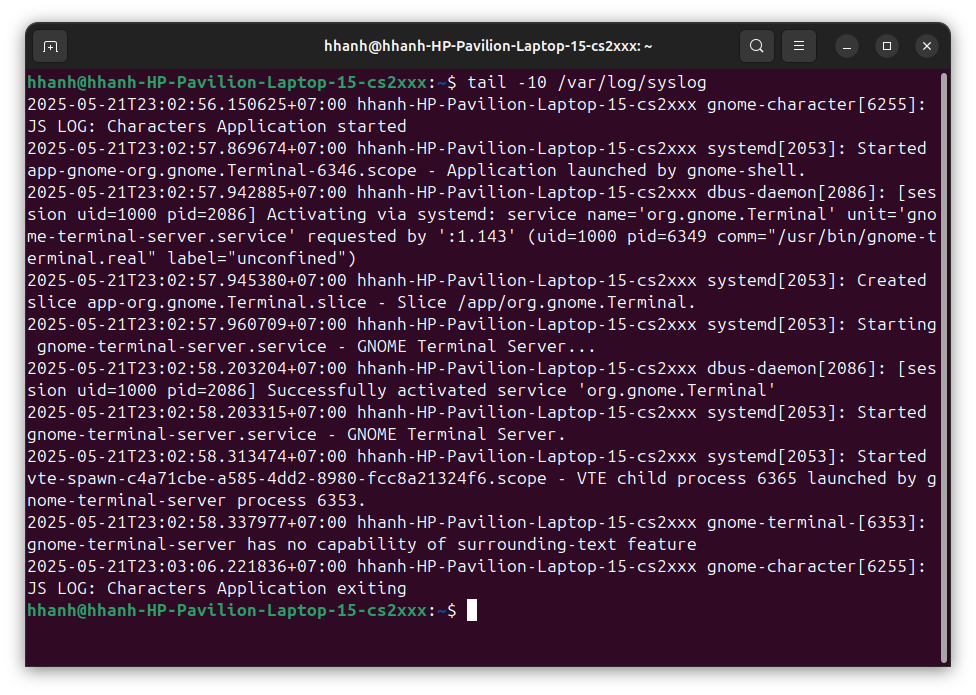 hhanh@hhanh-HP-Pavilion-Laptop-15-cs2xxx: ~
hhanh@hhanh-HP-Pavilion-Laptop-15-cs2xxx:~$ tail -10 /var/log/syslog
2025-05-21T23:02:56.150625+07:00 hhanh-HP-Pavilion-Laptop-15-cs2xxx gnome-character[6255]:
JS LOG: Characters Application started
2025-05-21T23:02:57.869674+07:00 hhanh-HP-Pavilion-Laptop-15-cs2xxx systemd[2053]: Started
app-gnome-org.gnome.Terminal-6346.scope - Application launched by gnome-shell.
2025-05-21T23:02:57.942885+07:00 hhanh-HP-Pavilion-Laptop-15-cs2xxx dbus-daemon[2086]: [ses
sion uid=1000 pid=2086] Activating via systemd: service name='org.gnome.Terminal' unit='gno
me-terminal-server.service' requested by ':1.143' (uid=1000 pid=6349 comm="/usr/bin/gnome-t
erminal.real" label="unconfined")
2025-05-21T23:02:57.945380+07:00 hhanh-HP-Pavilion-Laptop-15-cs2xxx systemd[2053]: Created
slice app-org.gnome.Terminal.slice - Slice /app/org.gnome.Terminal.
2025-05-21T23:02:57.960709+07:00 hhanh-HP-Pavilion-Laptop-15-cs2xxx systemd[2053]: Starting
 gnome-terminal-server.service - GNOME Terminal Server...
2025-05-21T23:02:58.203204+07:00 hhanh-HP-Pavilion-Laptop-15-cs2xxx dbus-daemon[2086]: [ses
sion uid=1000 pid=2086] Successfully activated service 'org.gnome.Terminal'
2025-05-21T23:02:58.203315+07:00 hhanh-HP-Pavilion-Laptop-15-cs2xxx systemd[2053]: Started
gnome-terminal-server.service - GNOME Terminal Server.
2025-05-21T23:02:58.313474+07:00 hhanh-HP-Pavilion-Laptop-15-cs2xxx systemd[2053]: Started
vte-spawn-c4a71cbe-a585-4dd2-8980-fcc8a21324f6.scope - VTE child process 6365 launched by g
nome-terminal-server process 6353.
2025-05-21T23:02:58.337977+07:00 hhanh-HP-Pavilion-Laptop-15-cs2xxx gnome-terminal-[6353]:
gnome-terminal-server has no capability of surrounding-text feature
2025-05-21T23:03:06.221836+07:00 hhanh-HP-Pavilion-Laptop-15-cs2xxx gnome-character[6255]:
JS LOG: Characters Application exiting
hhanh@hhanh-HP-Pavilion-Laptop-15-cs2xxx:~$